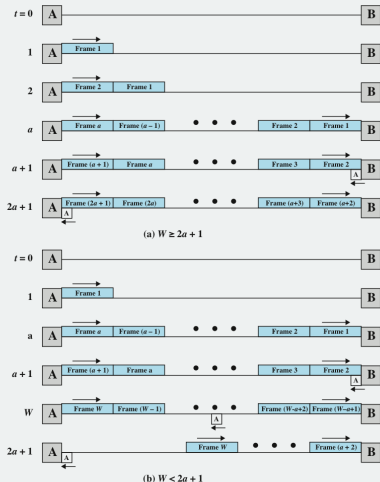 t = 0 A B
1 A Frame 1 B
2 A Frame 2 Frame 1 B
a A Frame a Frame (a – 1) • • • Frame 2 Frame 1 B
a + 1 A Frame (a + 1) Frame a • • • Frame 3 Frame 2 B
A
2a + 1 A Frame (2a + 1) Frame (2a) • • • Frame (a+3) Frame (a+2) B
A
(a) W ≥ 2a + 1
t = 0 A B
1 A Frame 1 B
a A Frame a Frame (a – 1) • • • Frame 2 Frame 1 B
a + 1 A Frame (a + 1) Frame a • • • Frame 3 Frame 2 B
A
W A Frame W Frame (W – 1) • • • Frame (W-a+2) Frame (W–a+1) B
A
2a + 1 A A Frame W • • • Frame (a + 2) B
(b) W < 2a + 1